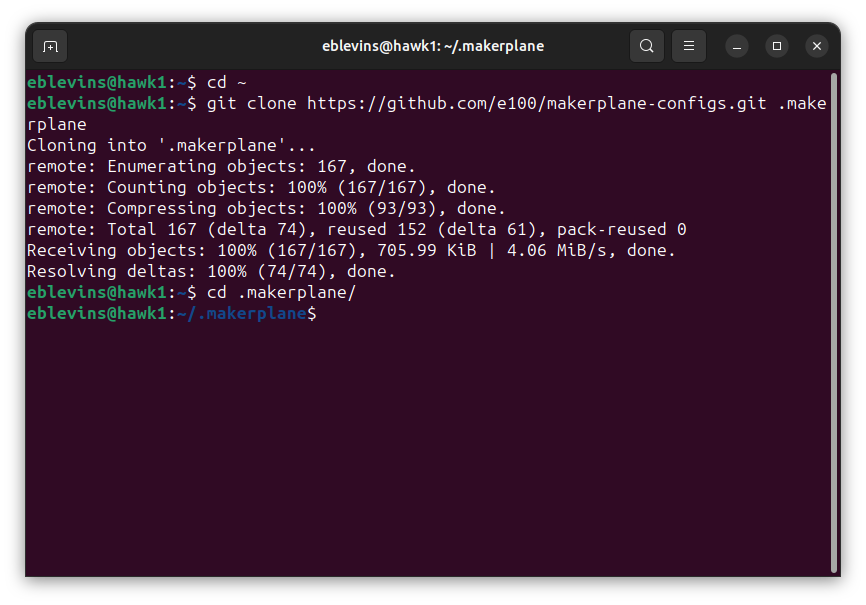 eblevins@hawk1: ~/.makerplane
eblevins@hawk1:~$ cd ~
eblevins@hawk1:~$ git clone https://github.com/e100/makerplane-configs.git .make
rplane
Cloning into '.makerplane'...
remote: Enumerating objects: 167, done.
remote: Counting objects: 100% (167/167), done.
remote: Compressing objects: 100% (93/93), done.
remote: Total 167 (delta 74), reused 152 (delta 61), pack-reused 0
Receiving objects: 100% (167/167), 705.99 KiB | 4.06 MiB/s, done.
Resolving deltas: 100% (74/74), done.
eblevins@hawk1:~$ cd .makerplane/
eblevins@hawk1:~/.makerplane$